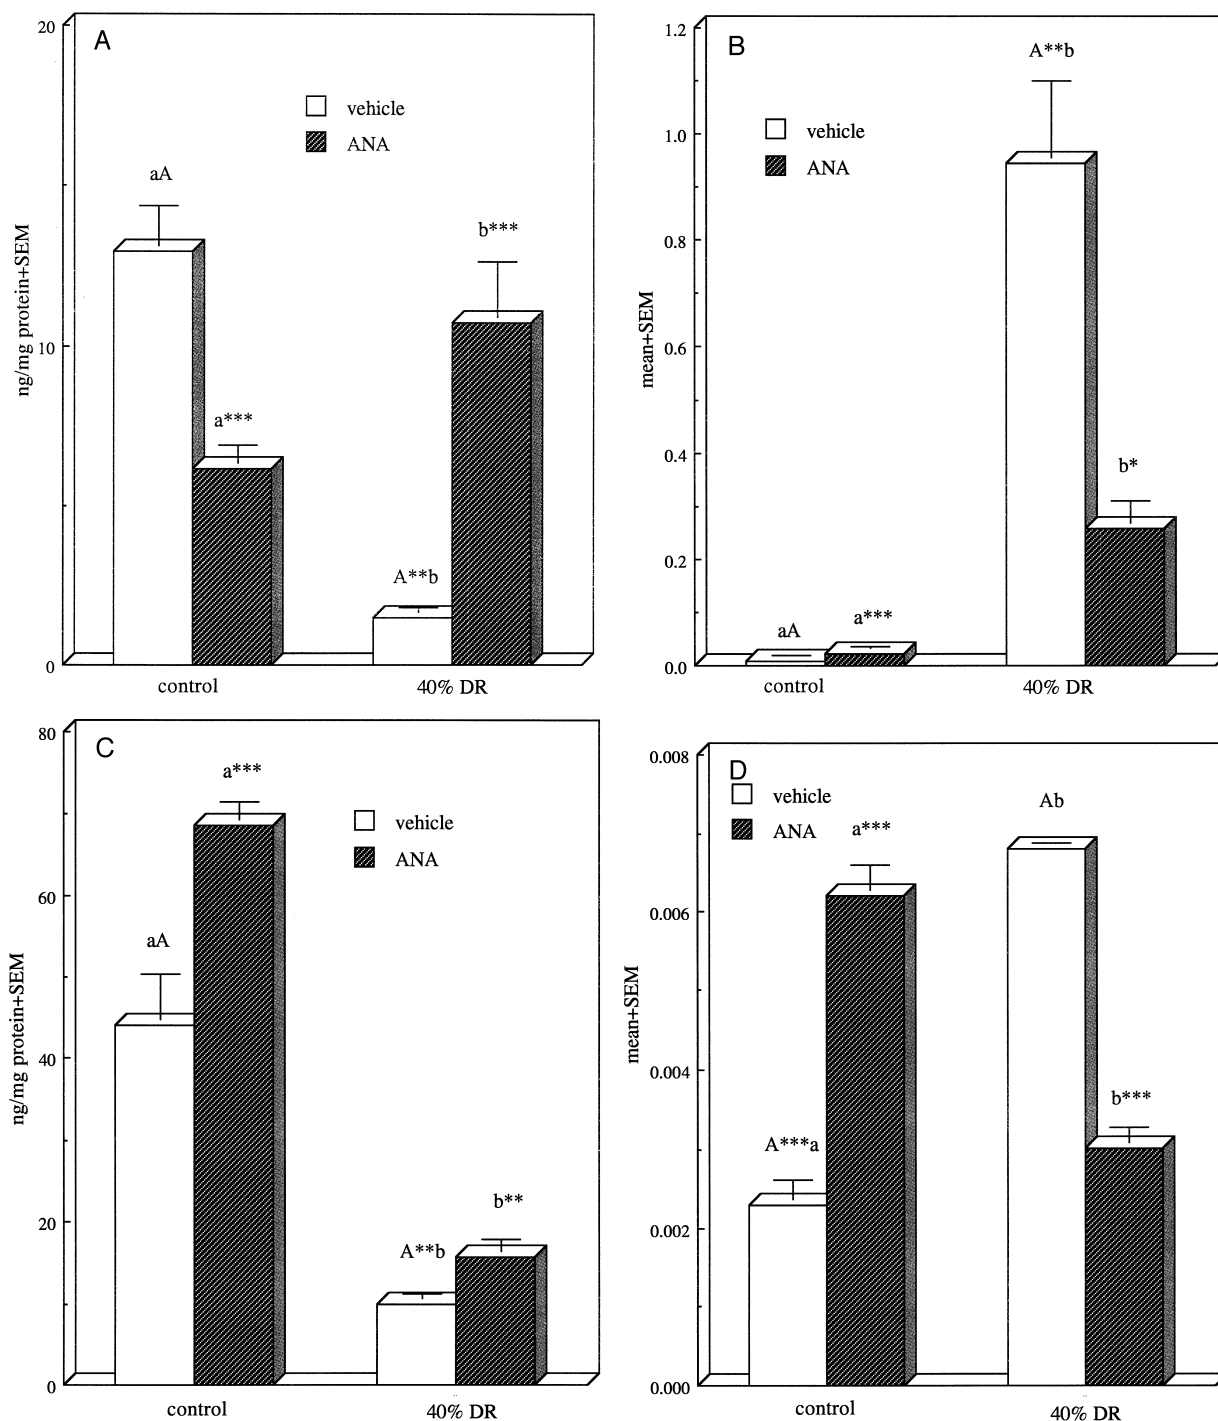 A
20
10
0
ng/mg protein+SEM
vehicle
ANA
aA
a***
A**b
b***
control
40% DR
B
1.2
1.0
0.8
0.6
0.4
0.2
0.0
mean+SEM
vehicle
ANA
aA
a***
A**b
b*
control
40% DR
C
80
60
40
20
0
ng/mg protein+SEM
vehicle
ANA
aA
a***
A**b
b**
control
40% DR
D
0.008
0.006
0.004
0.002
0.000
mean+SEM
vehicle
ANA
A***a
a***
Ab
b***
control
40% DR